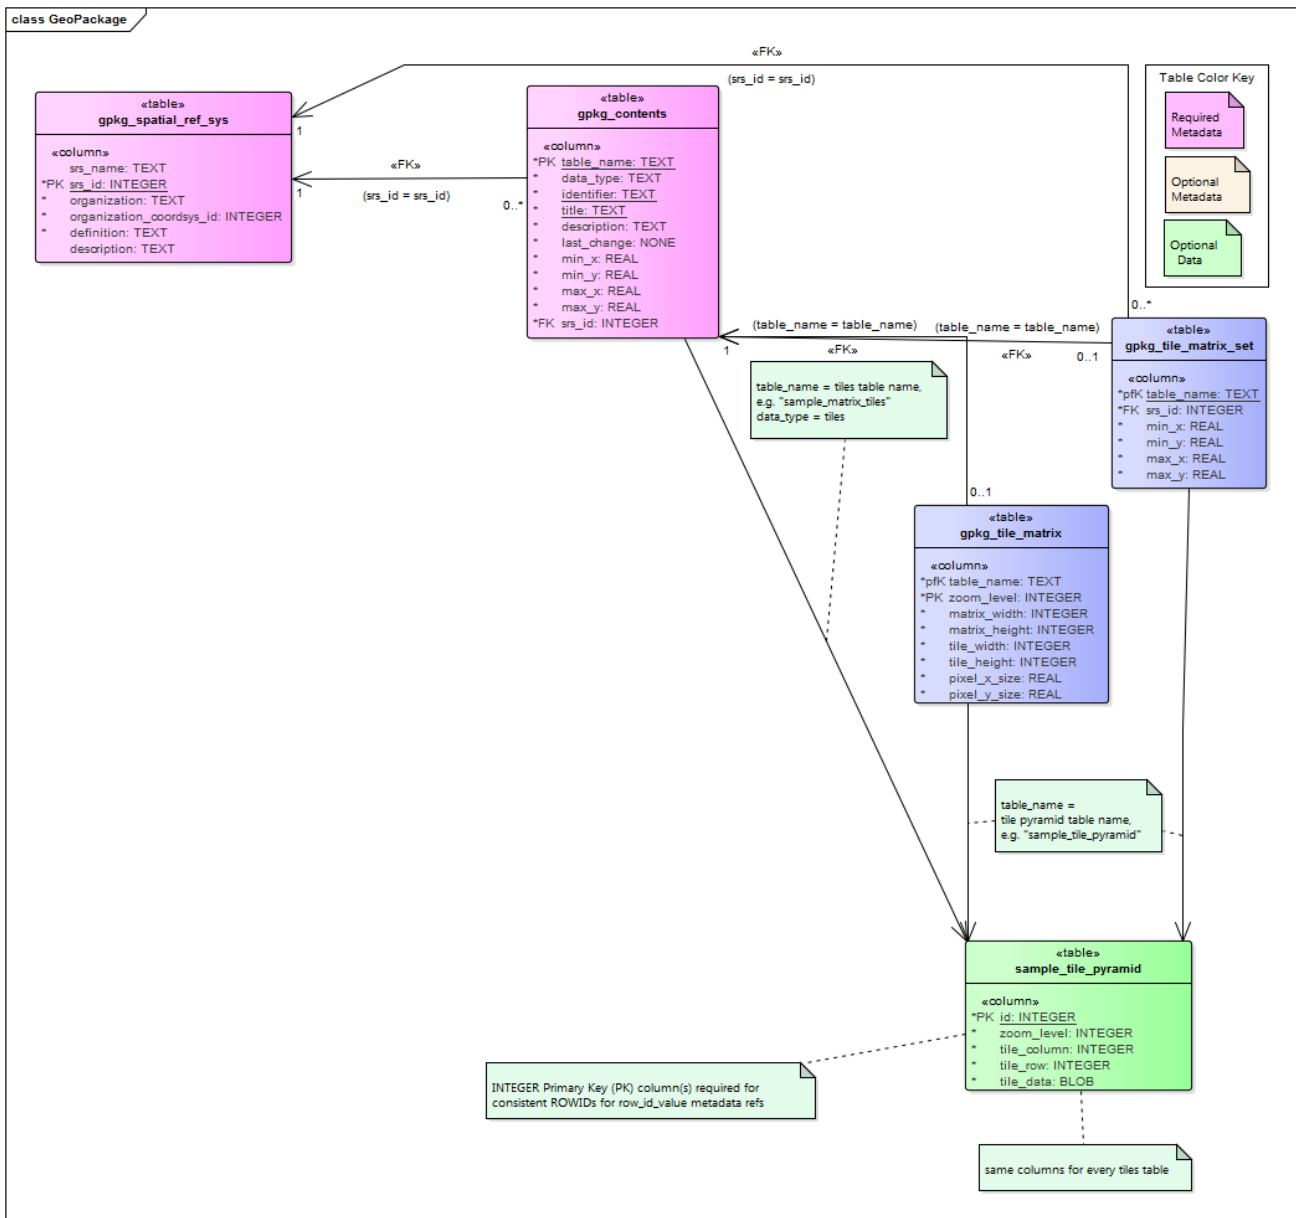 class GeoPackage
«FK»
(srs_id = srs_id)
Table Color Key
Required
Metadata
Optional
Metadata
Optional
Data
«table»
gpkg_spatial_ref_sys
«column»
srs_name: TEXT
*PK srs_id: INTEGER
* organization: TEXT
* organization_coordsys_id: INTEGER
* definition: TEXT
description: TEXT
1
1
«FK»
(srs_id = srs_id)
0..*
«table»
gpkg_contents
«column»
*PK table_name: TEXT
* data_type: TEXT
* identifier: TEXT
* title: TEXT
* description: TEXT
* last_change: NONE
* min_x: REAL
* min_y: REAL
* max_x: REAL
* max_y: REAL
*FK srs_id: INTEGER
0..*
(table_name = table_name)
(table_name = table_name)
1
«FK»
«FK»
0..1
«table»
gpkg_tile_matrix_set
«column»
*pfK table_name: TEXT
*FK srs_id: INTEGER
* min_x: REAL
* min_y: REAL
* max_x: REAL
* max_y: REAL
table_name = tiles table name,
e.g. "sample_matrix_tiles"
data_type = tiles
0..1
«table»
gpkg_tile_matrix
«column»
*pfK table_name: TEXT
*PK zoom_level: INTEGER
* matrix_width: INTEGER
* matrix_height: INTEGER
* tile_width: INTEGER
* tile_height: INTEGER
* pixel_x_size: REAL
* pixel_y_size: REAL
table_name =
tile pyramid table name,
e.g. "sample_tile_pyramid"
«table»
sample_tile_pyramid
«column»
*PK id: INTEGER
* zoom_level: INTEGER
* tile_column: INTEGER
* tile_row: INTEGER
* tile_data: BLOB
INTEGER Primary Key (PK) column(s) required for
consistent ROWIDs for row_id_value metadata refs
same columns for every tiles table